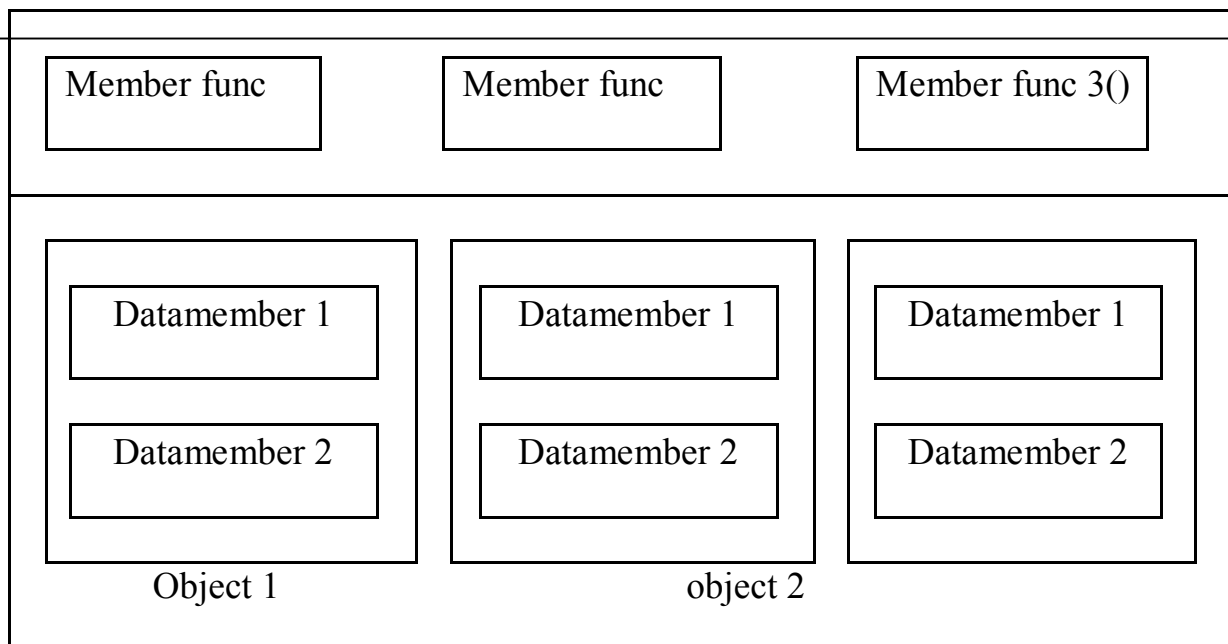 Member func Member func Member func 3()
Datamember 1 Datamember 1 Datamember 1
Datamember 2 Datamember 2 Datamember 2
Object 1 object 2